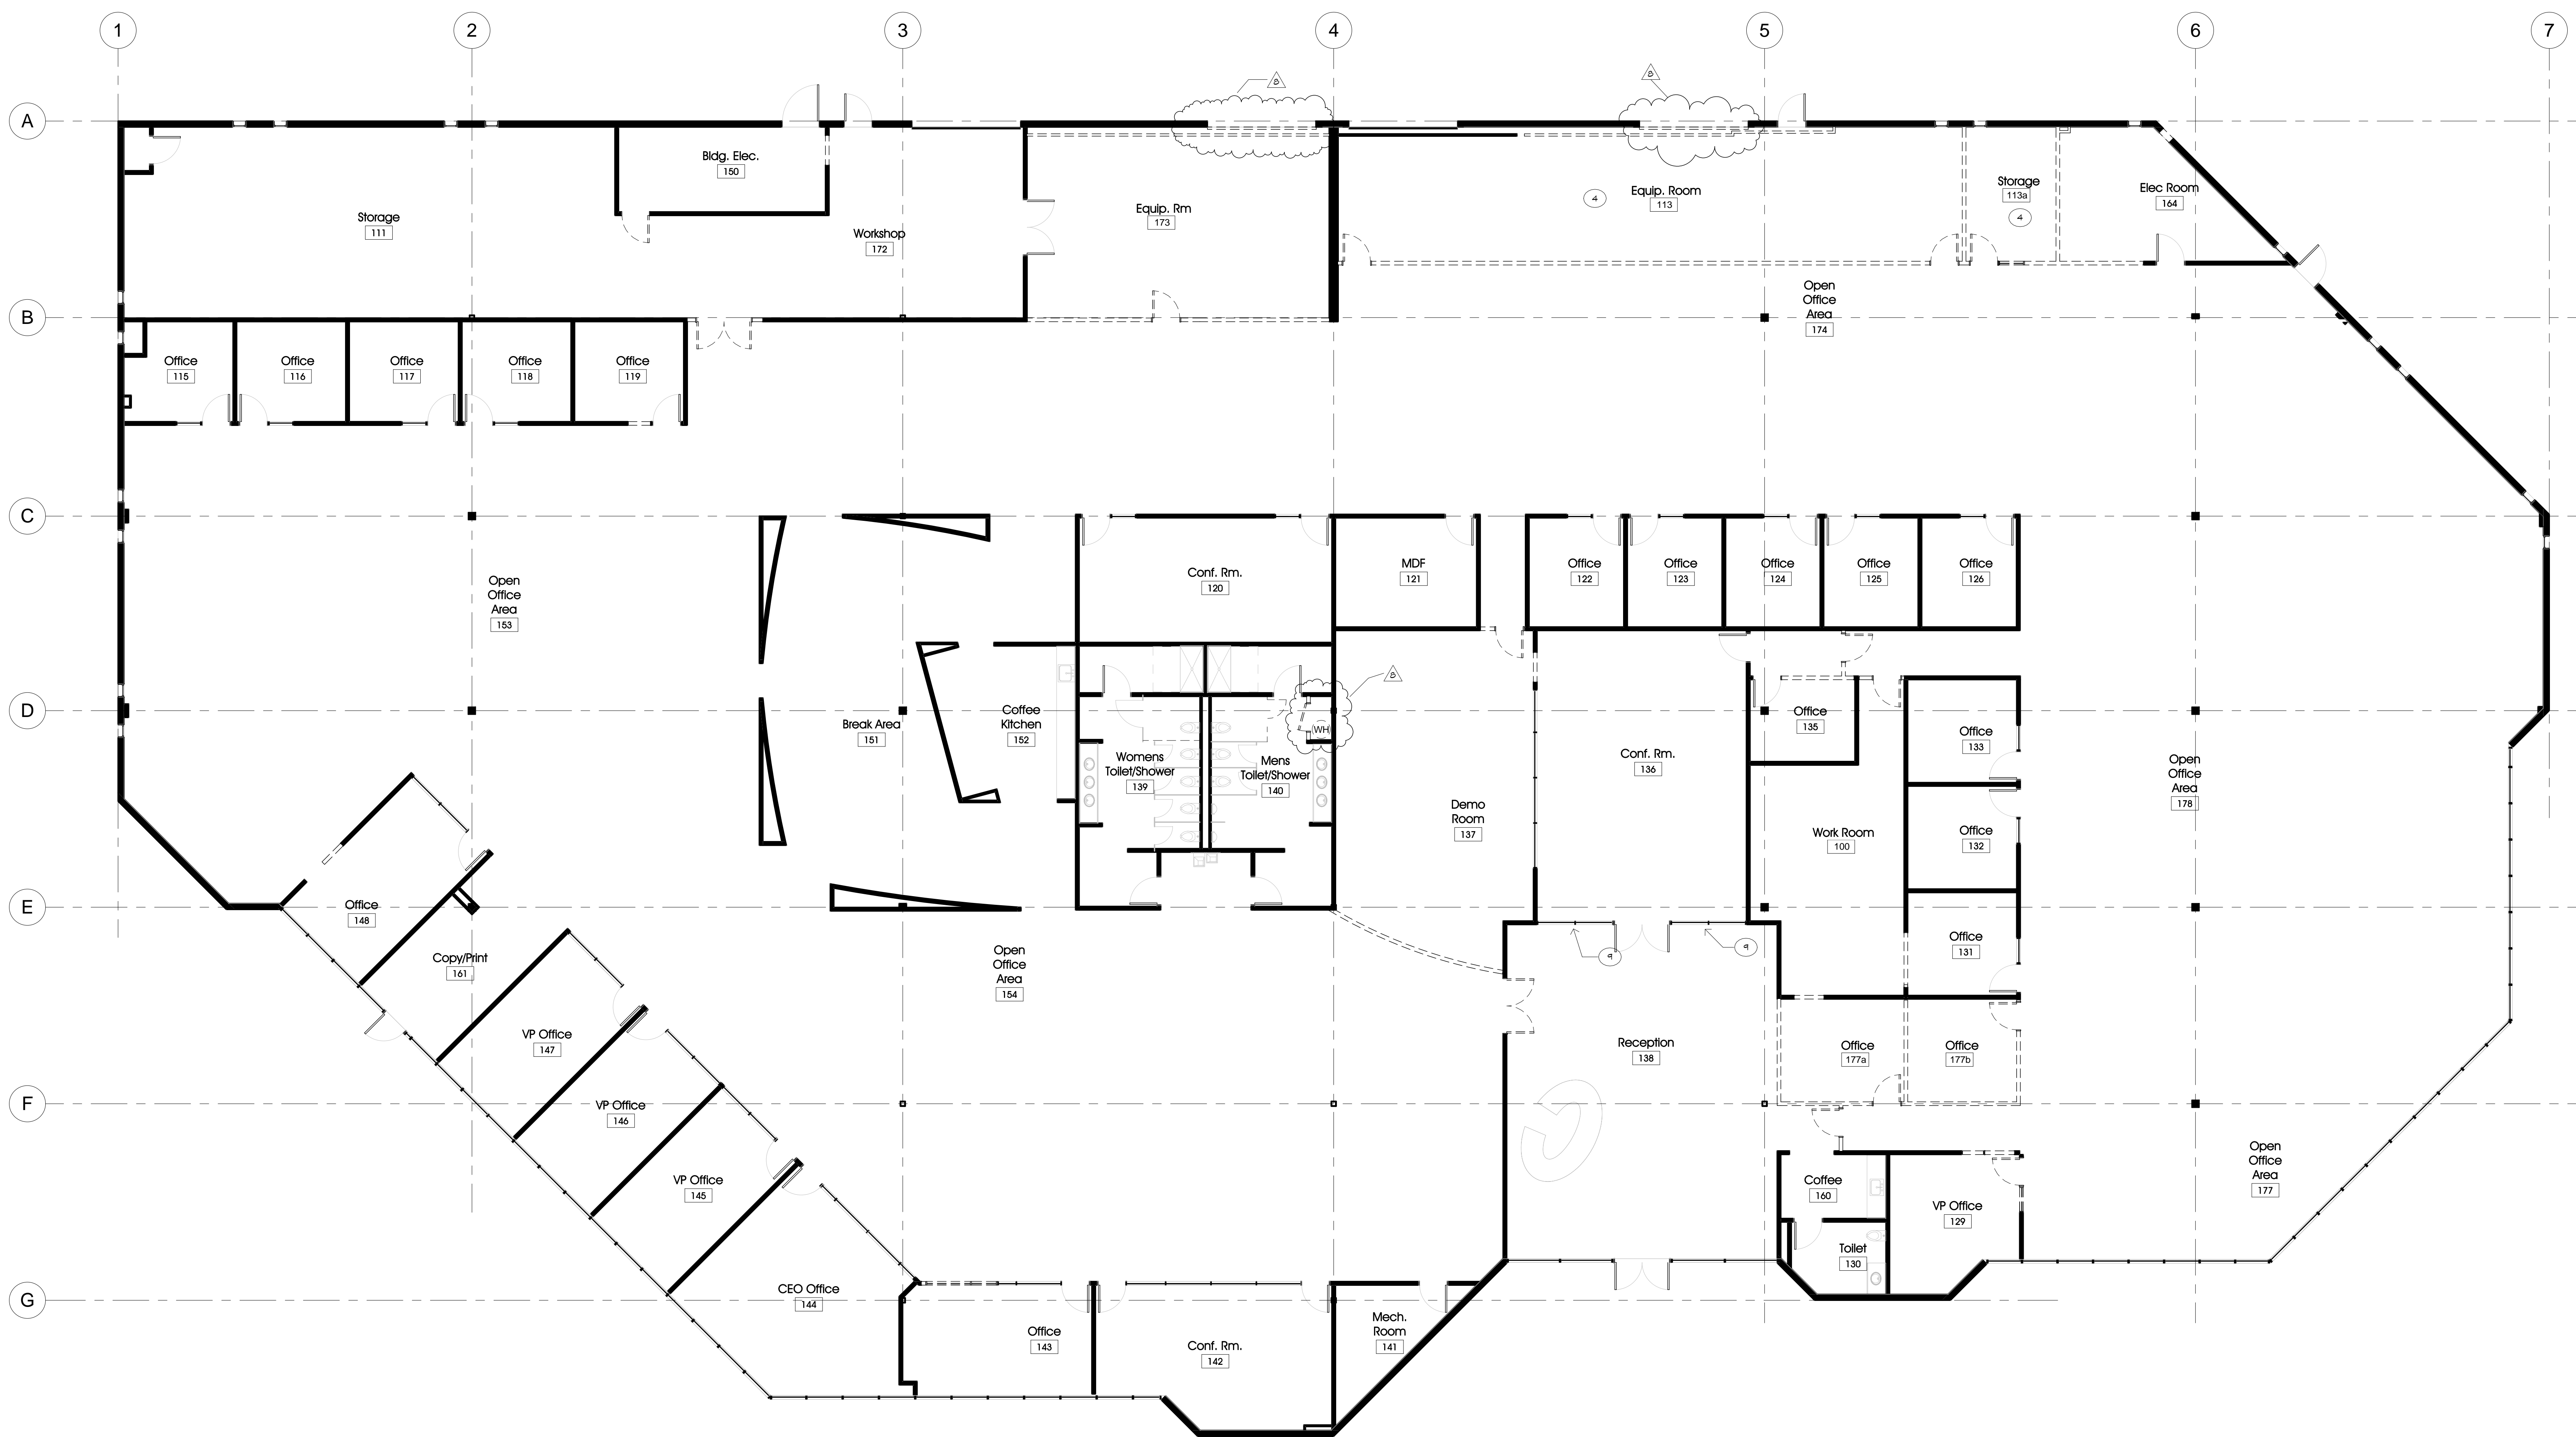 1
2
3
4
5
6
7
A
B
C
D
E
F
G
B
B
Bldg. Elec.
150
Storage
111
Workshop
172
Equip. Rm
173
4
Equip. Room
113
Storage
113a
4
Elec Room
164
Open
Office
Area
174
Office
115
Office
116
Office
117
Office
118
Office
119
Open
Office
Area
153
Conf. Rm.
120
MDF
121
Office
122
Office
123
Office
124
Office
125
Office
126
B
Break Area
151
Coffee
Kitchen
152
WH
Womens
Toilet/Shower
139
Mens
Toilet/Shower
140
Demo
Room
137
Conf. Rm.
136
Office
135
Office
133
Work Room
100
Office
132
Open
Office
Area
178
Office
131
Office
148
Copy/Print
161
Open
Office
Area
154
9
9
VP Office
147
VP Office
146
VP Office
145
CEO Office
144
Reception
138
Office
177a
Office
177b
Coffee
160
VP Office
129
Toilet
130
Open
Office
Area
177
Office
143
Conf. Rm.
142
Mech.
Room
141